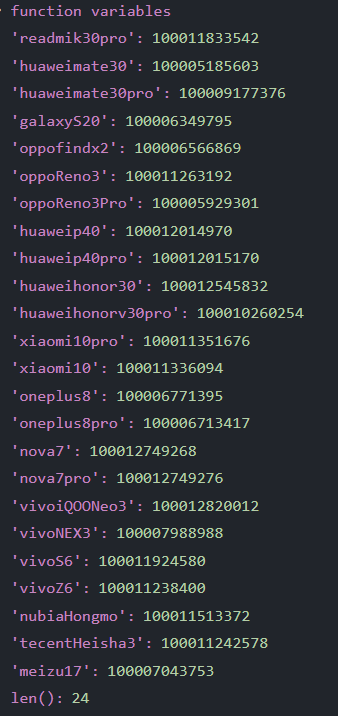 function variables
'readmik30pro': 100011833542
'huaweimate30': 100005185603
'huaweimate30pro': 100009177376
'galaxyS20': 100006349795
'oppofindx2': 100006566869
'oppoReno3': 100011263192
'oppoReno3Pro': 100005929301
'huaweip40': 100012014970
'huaweip40pro': 100012015170
'huaweihonor30': 100012545832
'huaweihonorv30pro': 100010260254
'xiaomi10pro': 100011351676
'xiaomi10': 100011336094
'oneplus8': 100006771395
'oneplus8pro': 100006713417
'nova7': 100012749268
'nova7pro': 100012749276
'vivoiQOONeo3': 100012820012
'vivoNEX3': 100007988988
'vivoS6': 100011924580
'vivoZ6': 100011238400
'nubiaHongmo': 100011513372
'tecentHeisha3': 100011242578
'meizu17': 100007043753
len(): 24